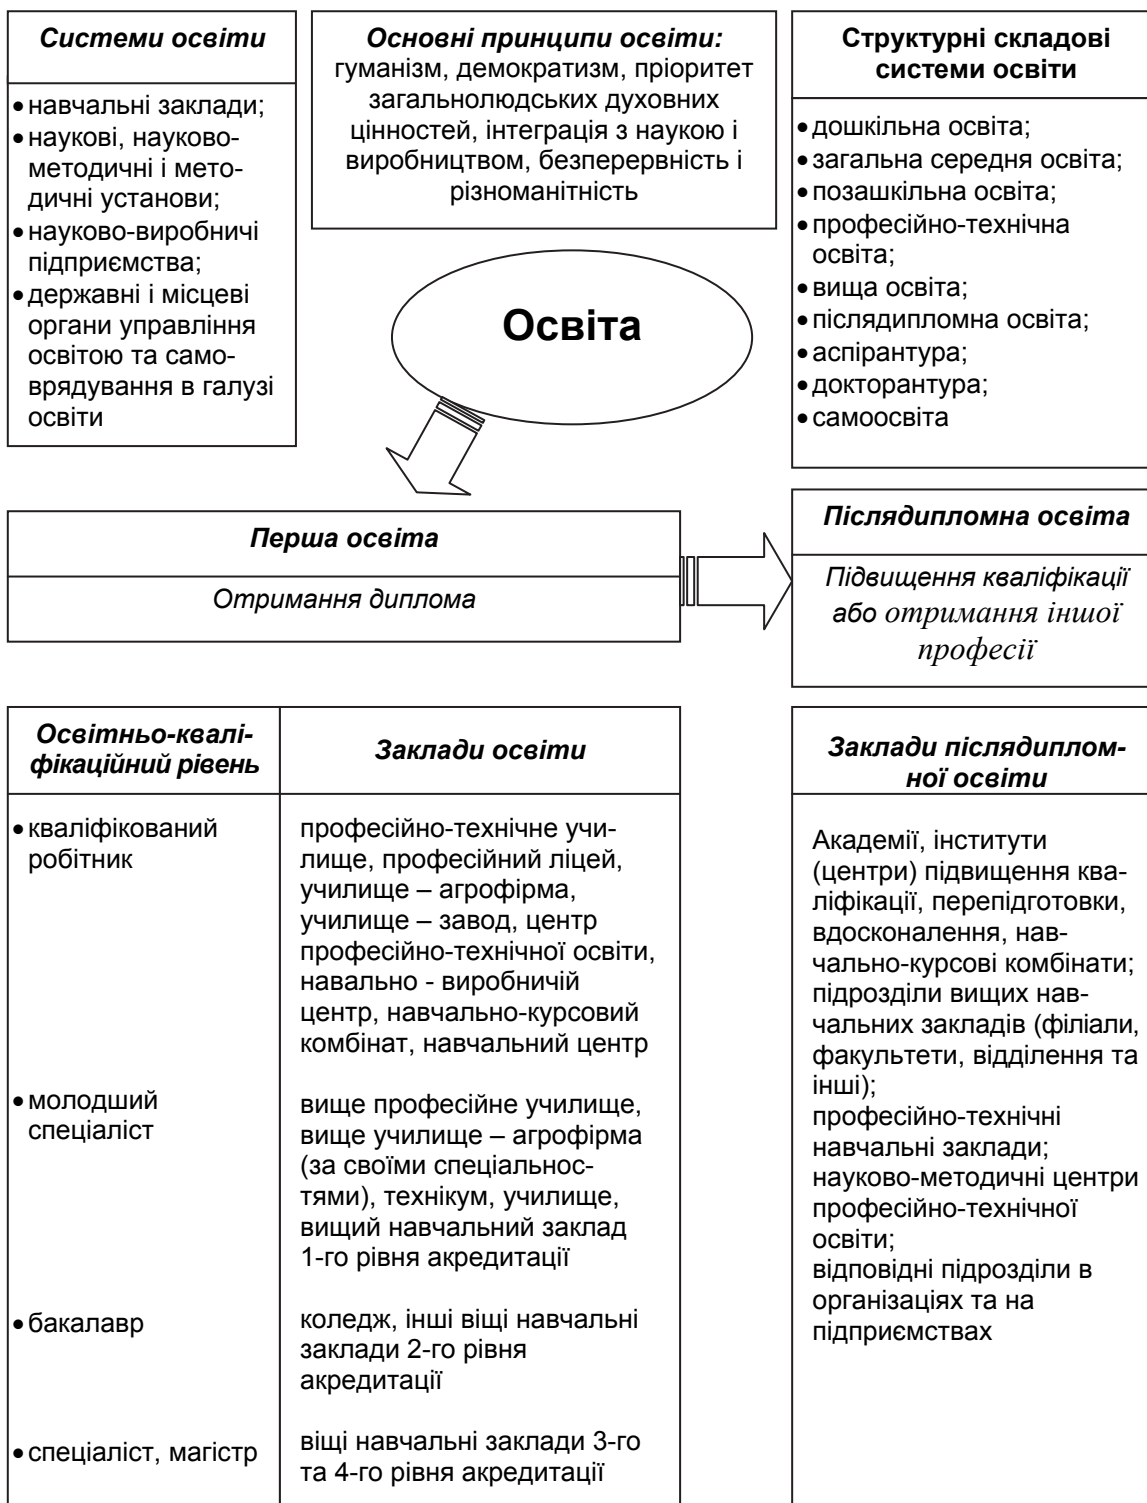 Системи освіти
• навчальні заклади;
• наукові, науково-
методичні і мето-
дичні установи;
• науково-виробничі
підприємства;
• державні і місцеві
органи управління
освітою та само-
врядування в галузі
освіти
Основні принципи освіти:
гуманізм, демократизм, пріоритет
загальнолюдських духовних
цінностей, інтеграція з наукою і
виробництвом, безперервність і
різноманітність
Структурні складові
системи освіти
• дошкільна освіта;
• загальна середня освіта;
• позашкільна освіта;
• професійно-технічна
освіта;
• вища освіта;
• післядипломна освіта;
• аспірантура;
• докторантура;
• самоосвіта
Освіта
Перша освіта
Отримання диплома
Післядипломна освіта
Підвищення кваліфікації
або отримання іншої
професії
Освітньо-квалі-
фікаційний рівень
Заклади освіти
• кваліфікований
робітник
професійно-технічне учи-
лище, професійний ліцей,
училище – агрофірма,
училище – завод, центр
професійно-технічної освіти,
навально - виробничій
центр, навчально-курсовий
комбінат, навчальний центр
• молодший
спеціаліст
вище професійне училище,
вище училище – агрофірма
(за своїми спеціальнос-
тями), технікум, училище,
вищий навчальний заклад
1-го рівня акредитації
• бакалавр
коледж, інші віщі навчальні
заклади 2-го рівня
акредитації
• спеціаліст, магістр
віщі навчальні заклади 3-го
та 4-го рівня акредитації
Заклади післядиплом-
ної освіти
Академії, інститути
(центри) підвищення ква-
ліфікації, перепідготовки,
вдосконалення, нав-
чально-курсові комбінати;
підрозділи вищих нав-
чальних закладів (філіали,
факультети, відділення та
інші);
професійно-технічні
навчальні заклади;
науково-методичні центри
професійно-технічної
освіти;
відповідні підрозділи в
організаціях та на
підприємствах